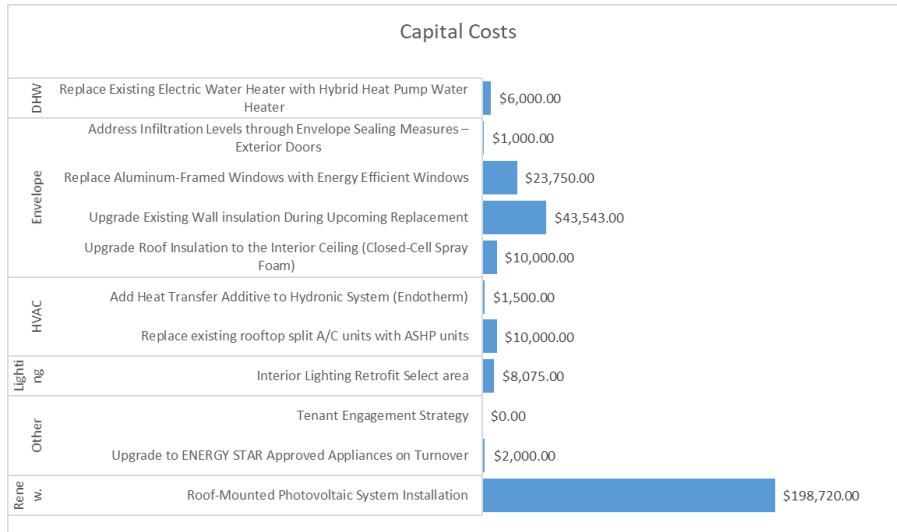 Capital Costs
DHW
Replace Existing Electric Water Heater with Hybrid Heat Pump Water
Heater
$6,000.00
Envelope
Address Infiltration Levels through Envelope Sealing Measures –
Exterior Doors
$1,000.00
Replace Aluminum-Framed Windows with Energy Efficient Windows
$23,750.00
Upgrade Existing Wall insulation During Upcoming Replacement
$43,543.00
Upgrade Roof Insulation to the Interior Ceiling (Closed-Cell Spray
Foam)
$10,000.00
HVAC
Add Heat Transfer Additive to Hydronic System (Endotherm)
$1,500.00
Replace existing rooftop split A/C units with ASHP units
$10,000.00
Lighti
ng
Interior Lighting Retrofit Select area
$8,075.00
Other
Tenant Engagement Strategy
$0.00
Upgrade to ENERGY STAR Approved Appliances on Turnover
$2,000.00
Rene
w.
Roof-Mounted Photovoltaic System Installation
$198,720.00